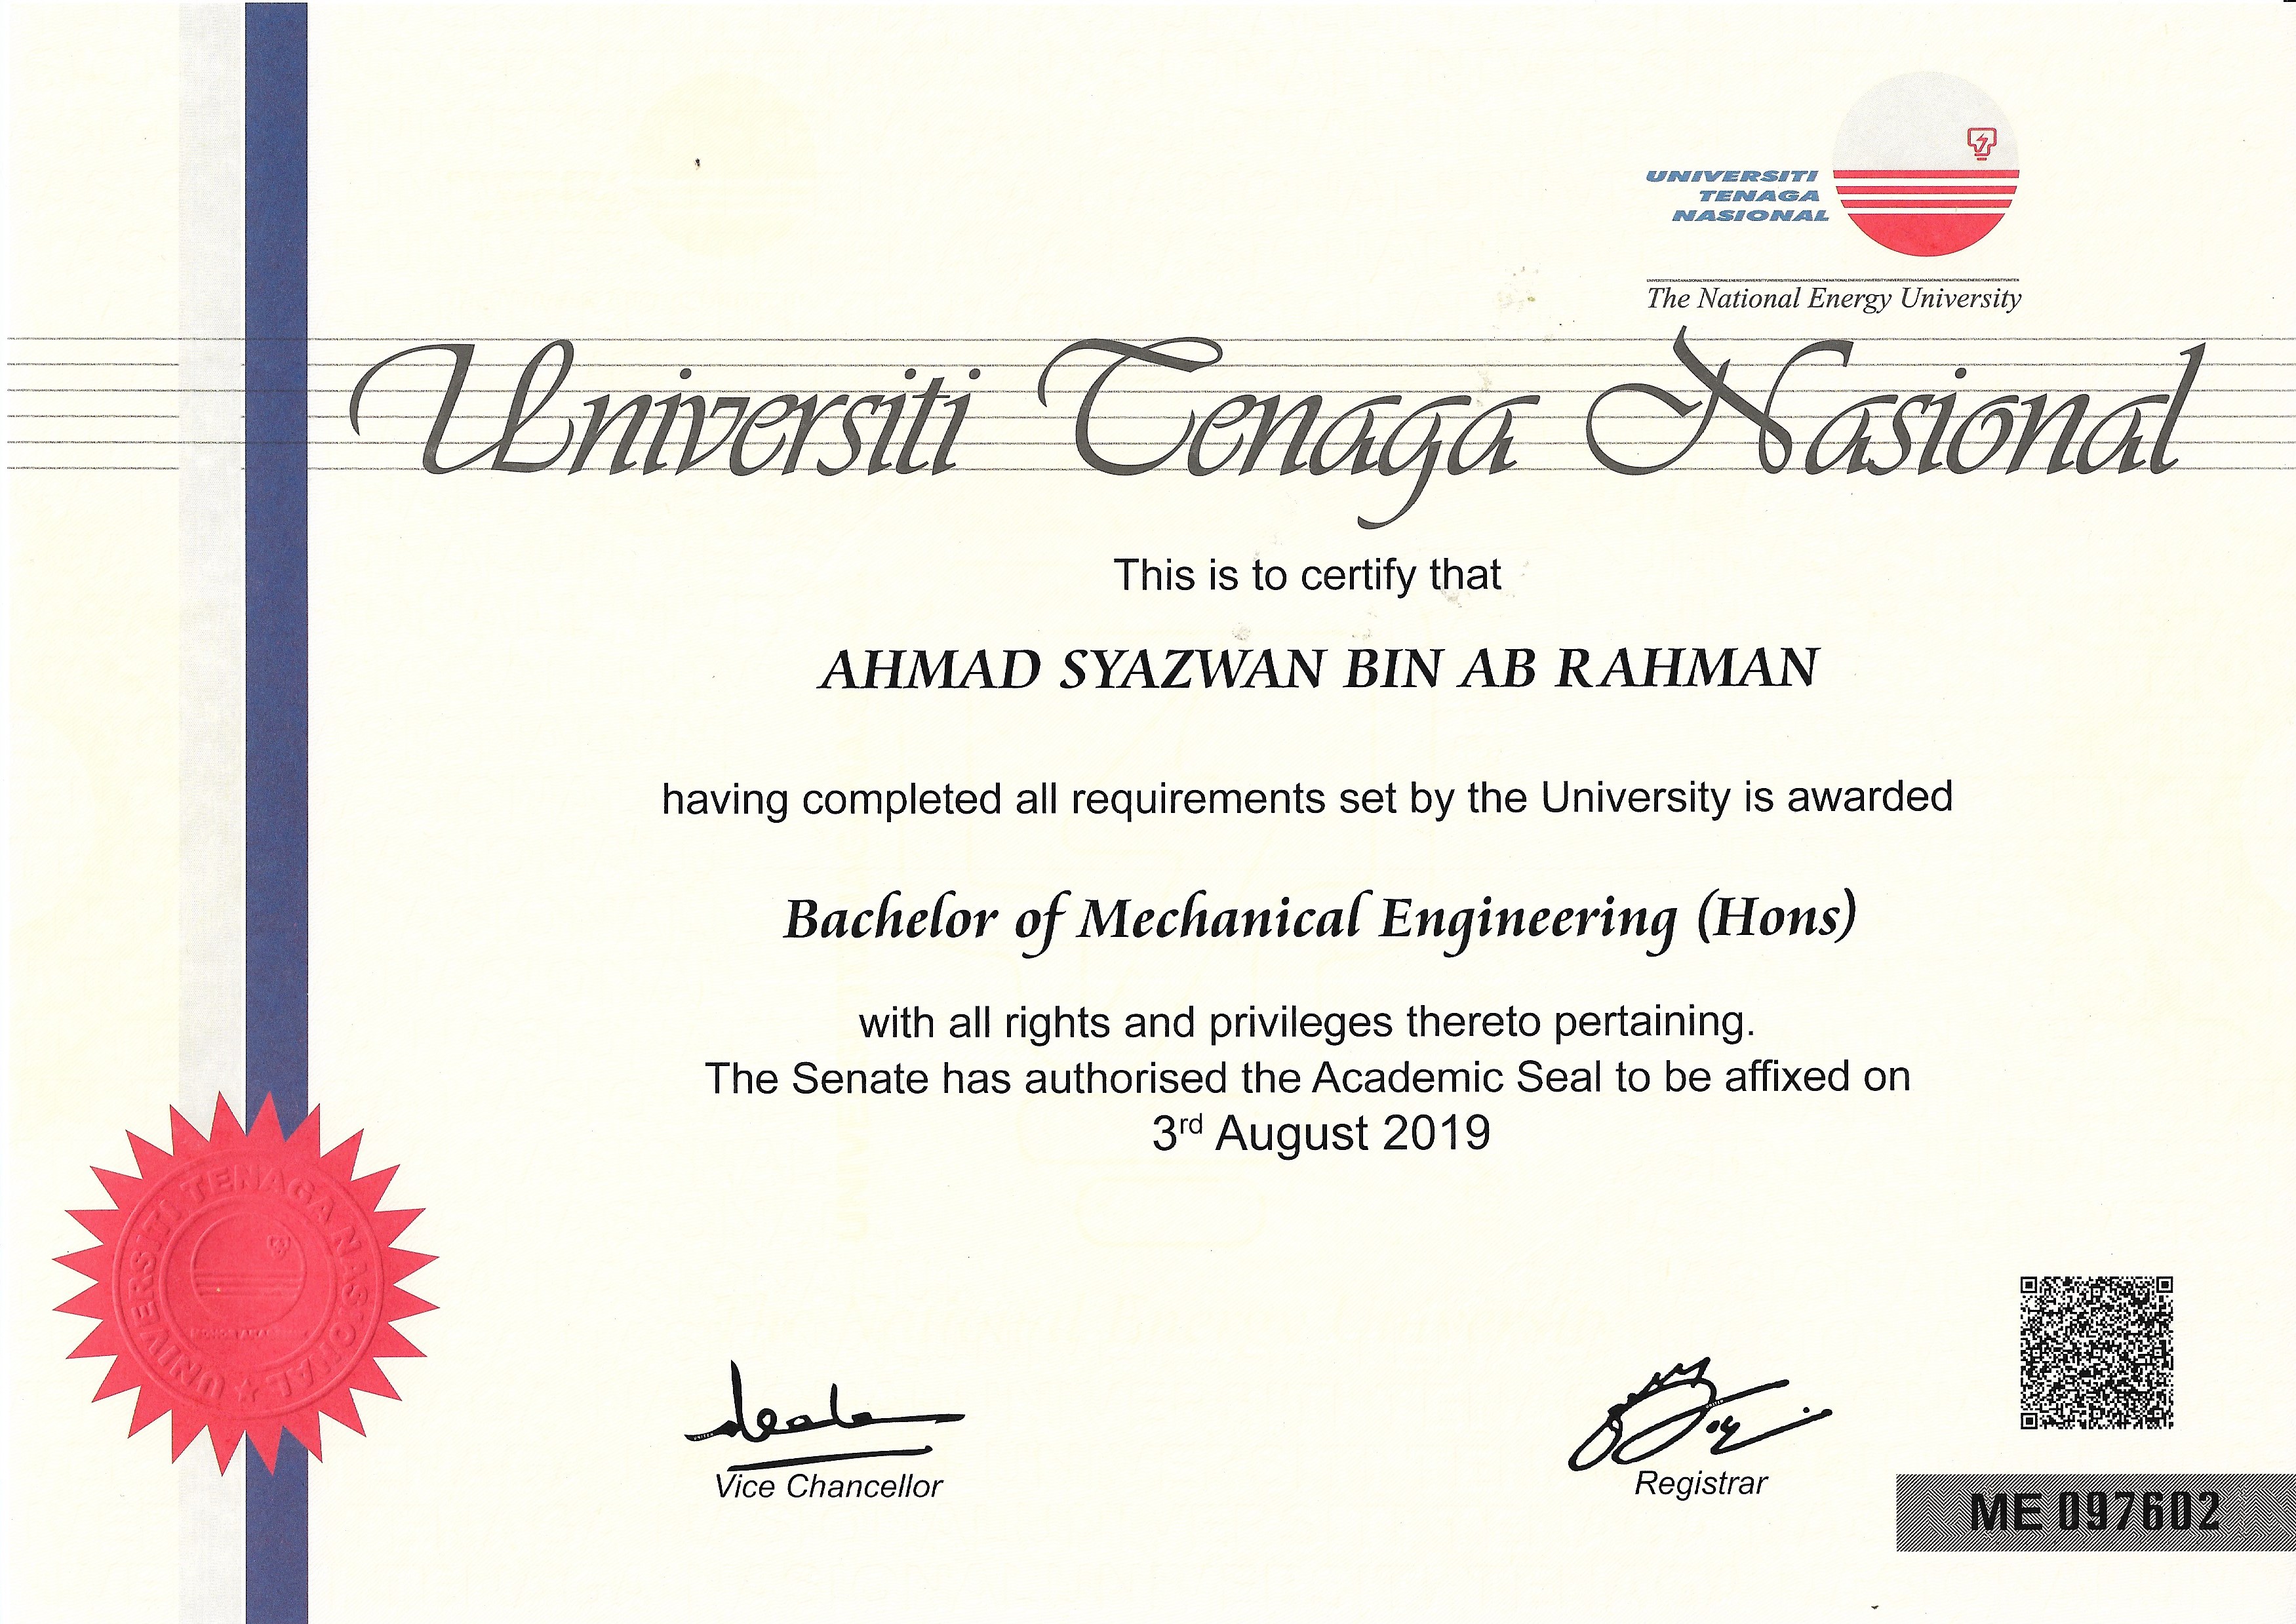 UNIVERSITI
TENAGA
NASIONAL
The National Energy University
Universiti Tenaga Nasional
This is to certify that
AHMAD SYAZWAN BIN AB RAHMAN
having completed all requirements set by the University is awarded
Bachelor of Mechanical Engineering (Hons)
with all rights and privileges thereto pertaining.
The Senate has authorised the Academic Seal to be affixed on
3rd August 2019
UNIVERSITI TENAGA NASIONAL
Vice Chancellor
Registrar
ME 097602